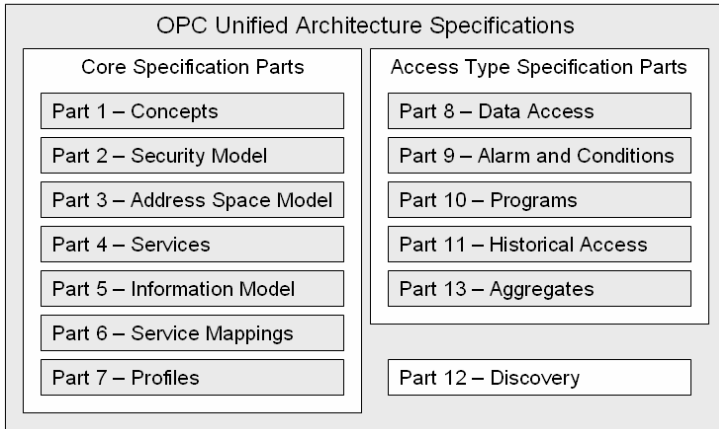 OPC Unified Architecture Specifications
Core Specification Parts
Part 1 – Concepts
Part 2 – Security Model
Part 3 – Address Space Model
Part 4 – Services
Part 5 – Information Model
Part 6 – Service Mappings
Part 7 – Profiles
Access Type Specification Parts
Part 8 – Data Access
Part 9 – Alarm and Conditions
Part 10 – Programs
Part 11 – Historical Access
Part 13 – Aggregates
Part 12 – Discovery